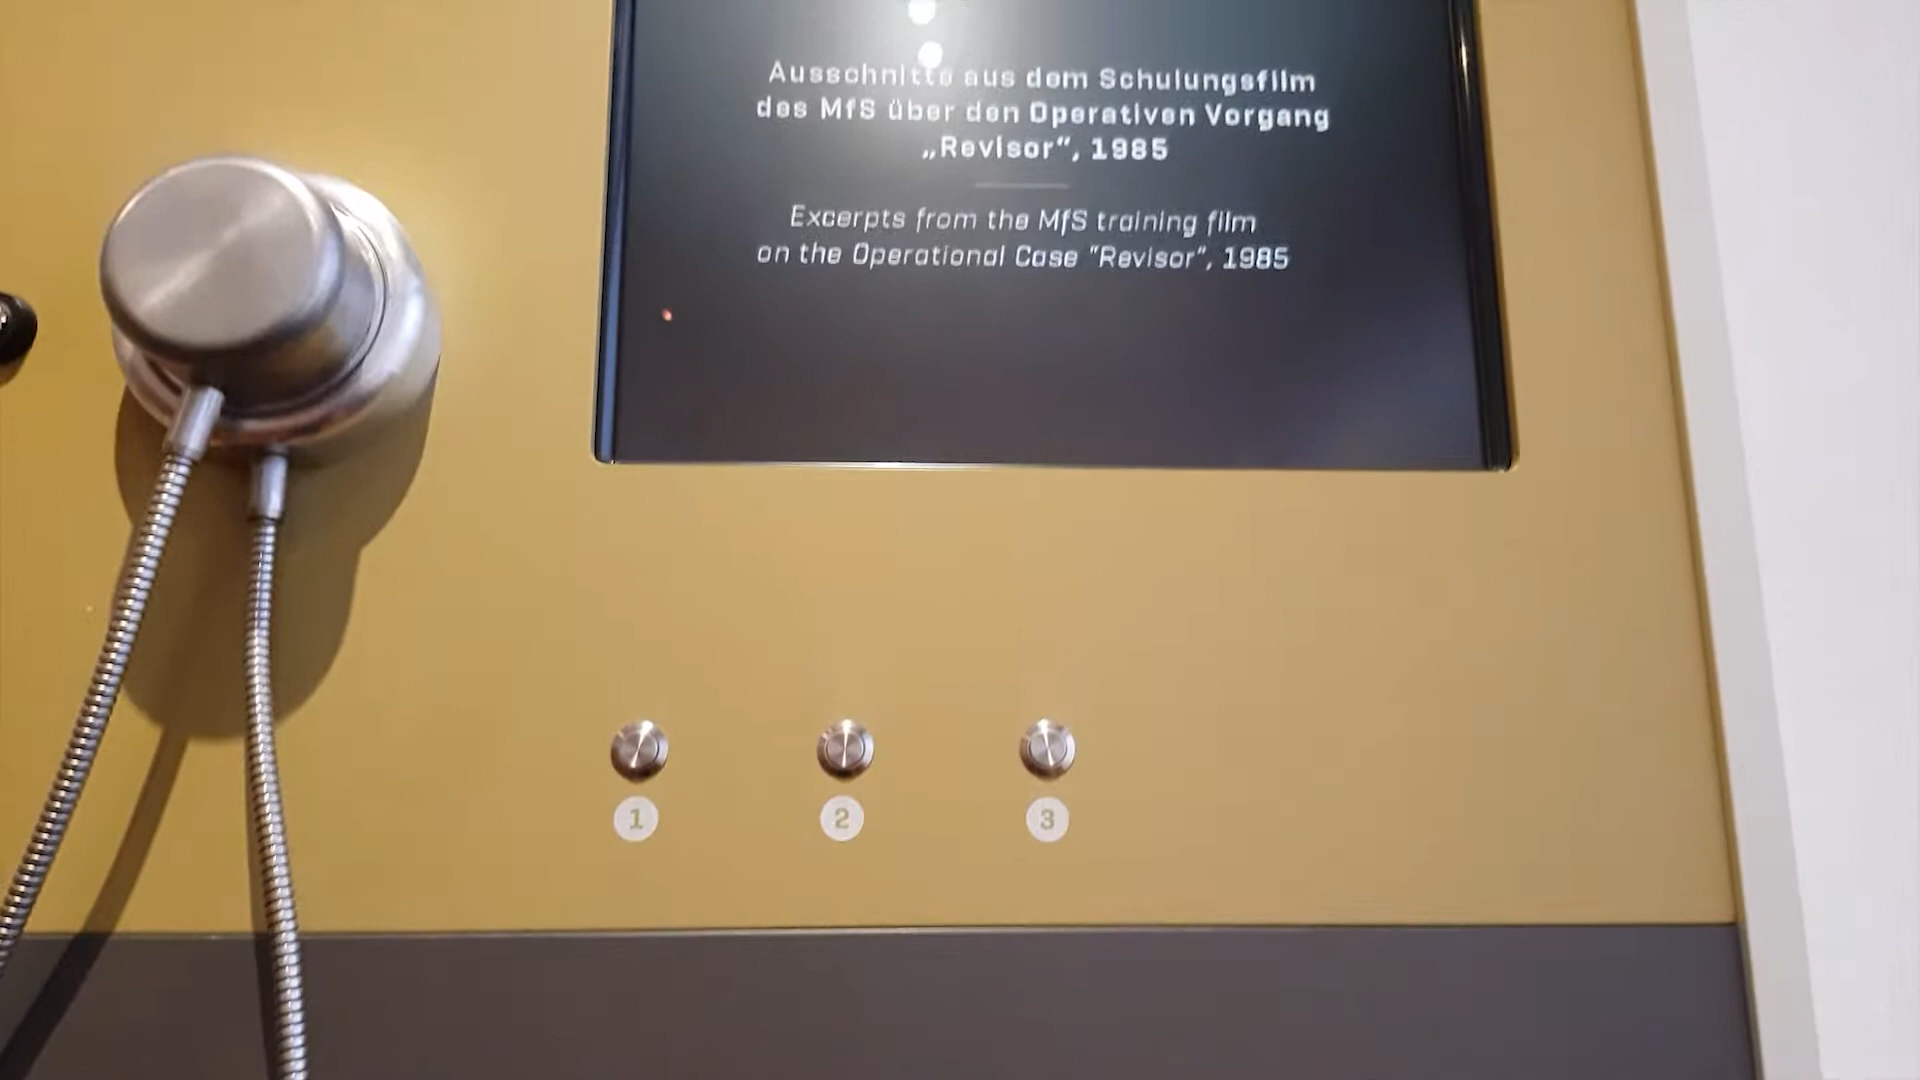 Ausschnitte aus dem Schulungsfilm
des MfS über den Operativen Vorgang
„Revisor“, 1985
Excerpts from the MfS training film
on the Operational Case “Revisor”, 1985
1 2 3